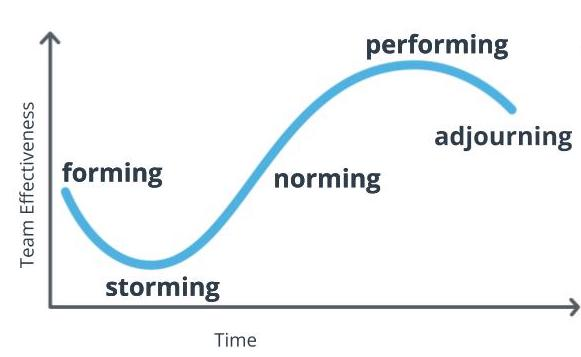 performing
adjourning
forming
norming
storming
Team Effectiveness
Time